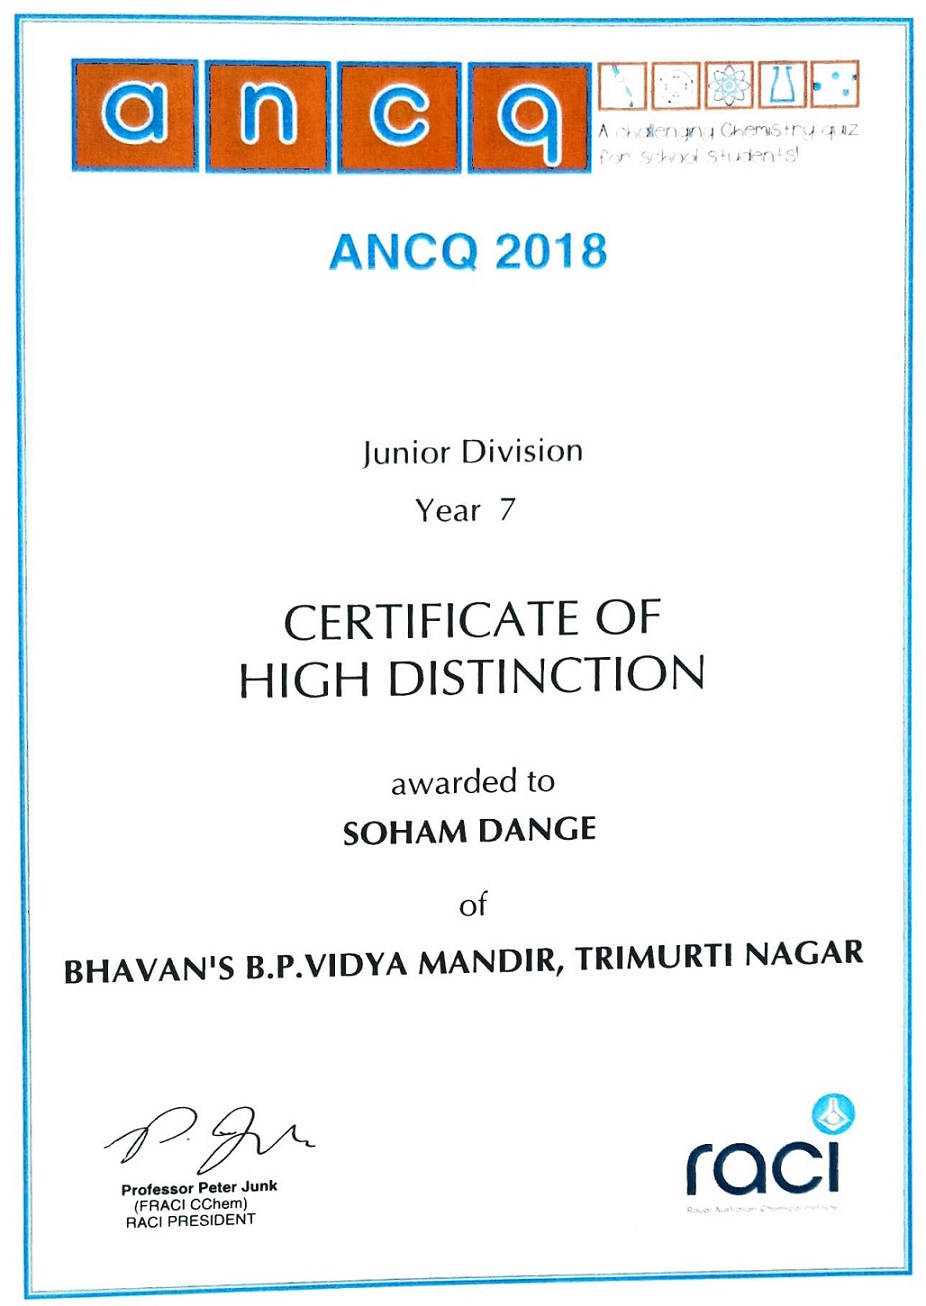 ancq
A challenging Chemistry quiz
for school students!
ANCQ 2018
Junior Division
Year 7
CERTIFICATE OF
HIGH DISTINCTION
awarded to
SOHAM DANGE
of
BHAVAN'S B.P.VIDYA MANDIR, TRIMURTI NAGAR
P. Junk
Professor Peter Junk
(FRACI CChem)
RACI PRESIDENT
raci
Royal Australian Chemical Institute